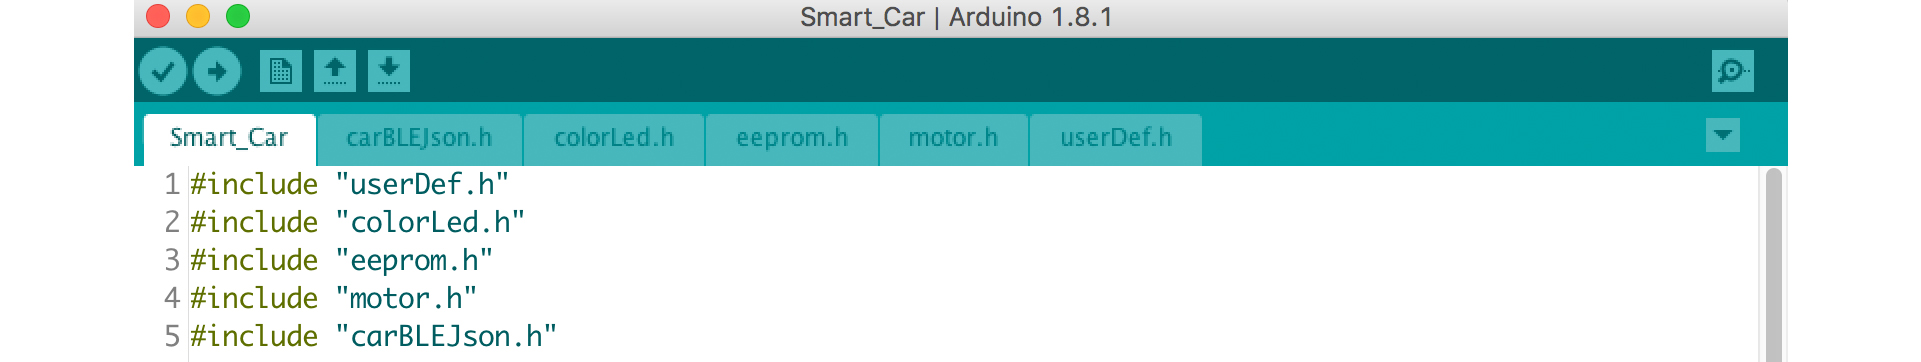 Smart_Car | Arduino 1.8.1
Smart_Car carBLEJson.h colorLed.h eeprom.h motor.h userDef.h
1 #include "userDef.h"
2 #include "colorLed.h"
3 #include "eeprom.h"
4 #include "motor.h"
5 #include "carBLEJson.h"